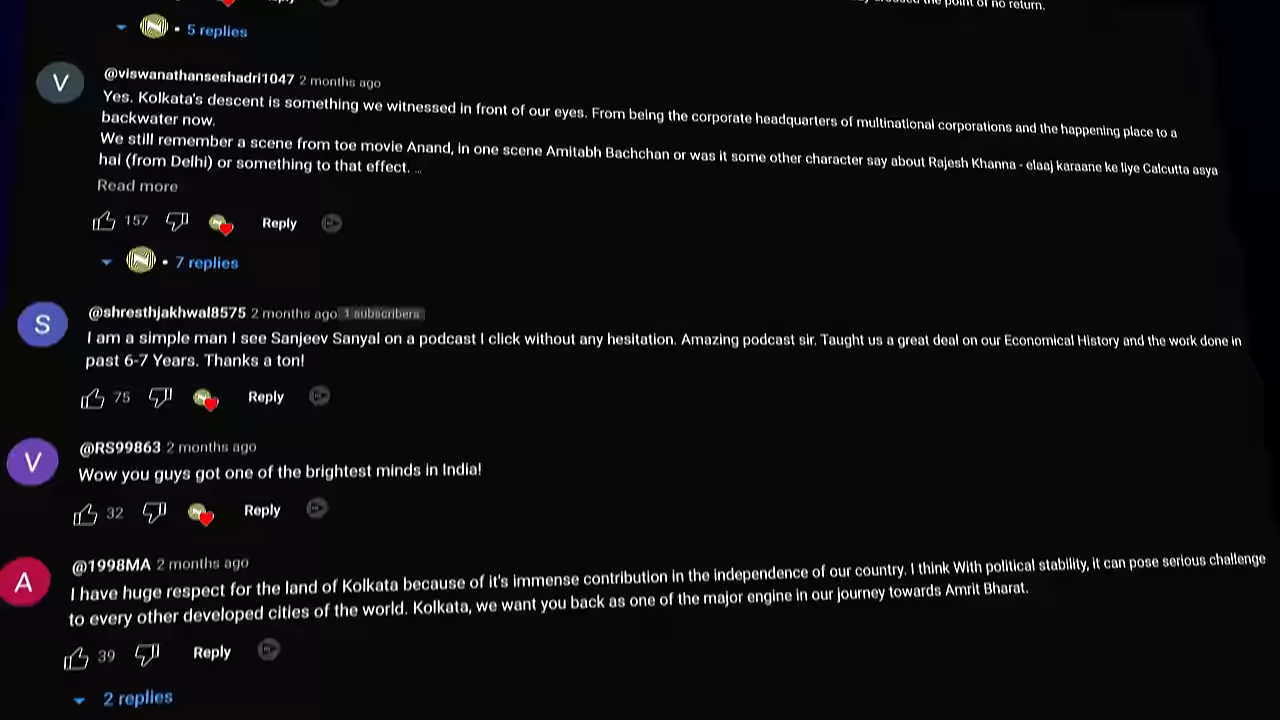 the point of no return.
5 replies
V
@viswanathanseshadri1047 2 months ago
Yes. Kolkata's descent is something we witnessed in front of our eyes. From being the corporate headquarters of multinational corporations and the happening place to a
backwater now.
We still remember a scene from toe movie Anand, in one scene Amitabh Bachchan or was it some other character say about Rajesh Khanna - elaaj karaane ke liye Calcutta asya
hai (from Delhi) or something to that effect. ...
Read more
157 Reply
7 replies
S
@shresthjakhwal8575 2 months ago 1 subscribers
I am a simple man I see Sanjeev Sanyal on a podcast I click without any hesitation. Amazing podcast sir. Taught us a great deal on our Economical History and the work done in
past 6-7 Years. Thanks a ton!
75 Reply
V
@RS99863 2 months ago
Wow you guys got one of the brightest minds in India!
32 Reply
A
@1998MA 2 months ago
I have huge respect for the land of Kolkata because of it's immense contribution in the independence of our country. I think With political stability, it can pose serious challenge
to every other developed cities of the world. Kolkata, we want you back as one of the major engine in our journey towards Amrit Bharat.
39 Reply
2 replies